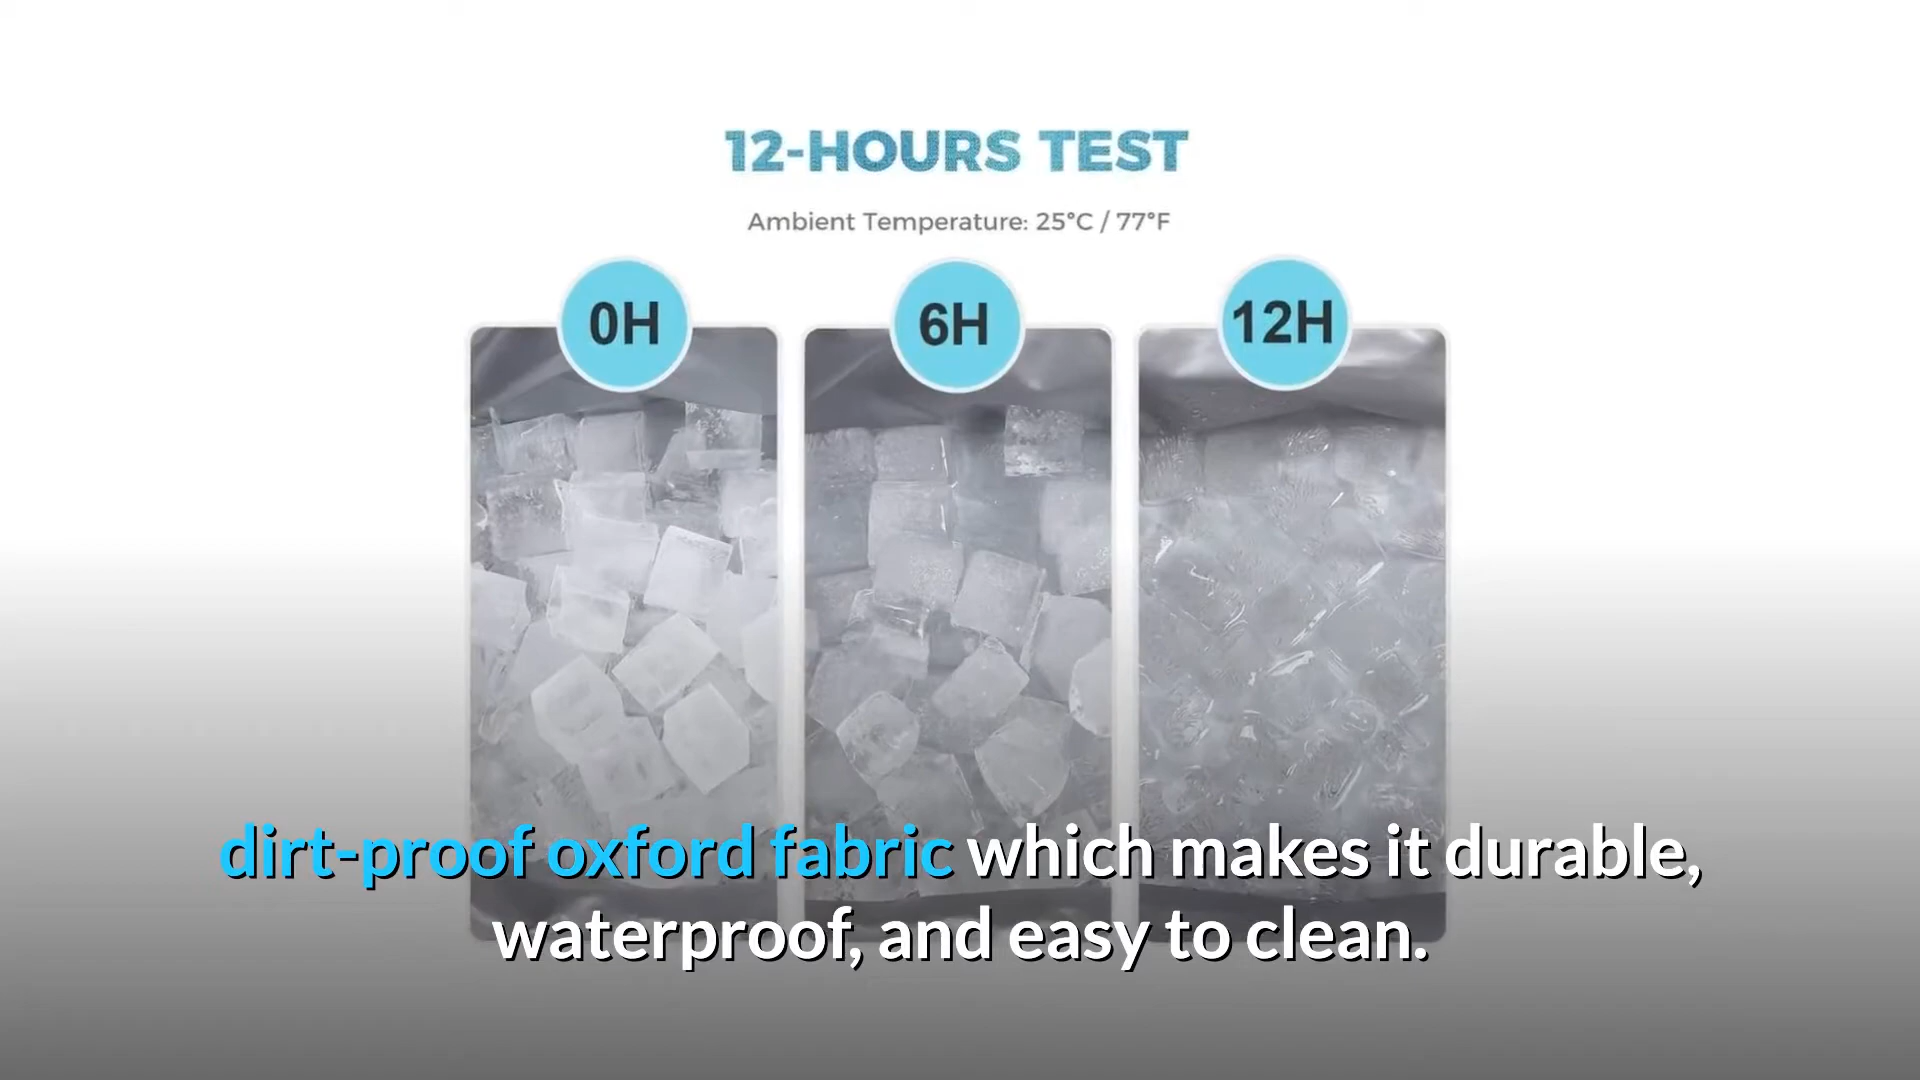 12-HOURS TEST
Ambient Temperature: 25°C / 77°F
0H
6H
12H
dirt-proof oxford fabric which makes it durable,
waterproof, and easy to clean.